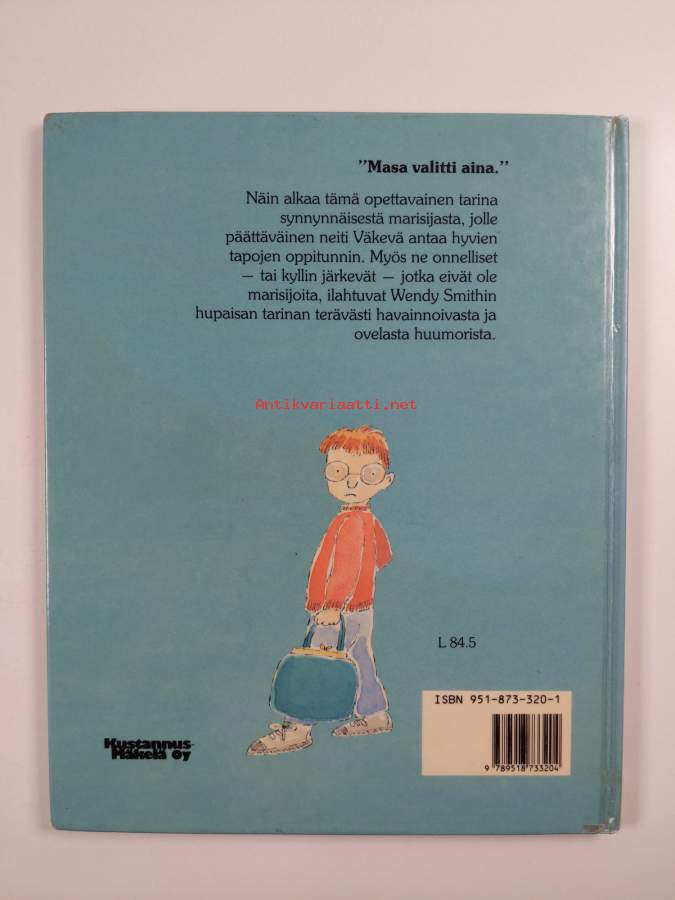 "Masa valitti aina."
Näin alkaa tämä opettavainen tarina
synnynnäisestä marisijasta, jolle
päättäväinen neiti Väkevä antaa hyvien
tapojen oppitunnin. Myös ne onnelliset
— tai kyllin järkevät — jotka eivät ole
marisijoita, ilahtuvat Wendy Smithin
hupaisan tarinan terävästi havainnoivasta ja
ovelasta huumorista.
Antikvariaatti.net
L 84.5
ISBN 951-873-320-1
9 789518 733204
Kustannus-
Mäkelä Oy